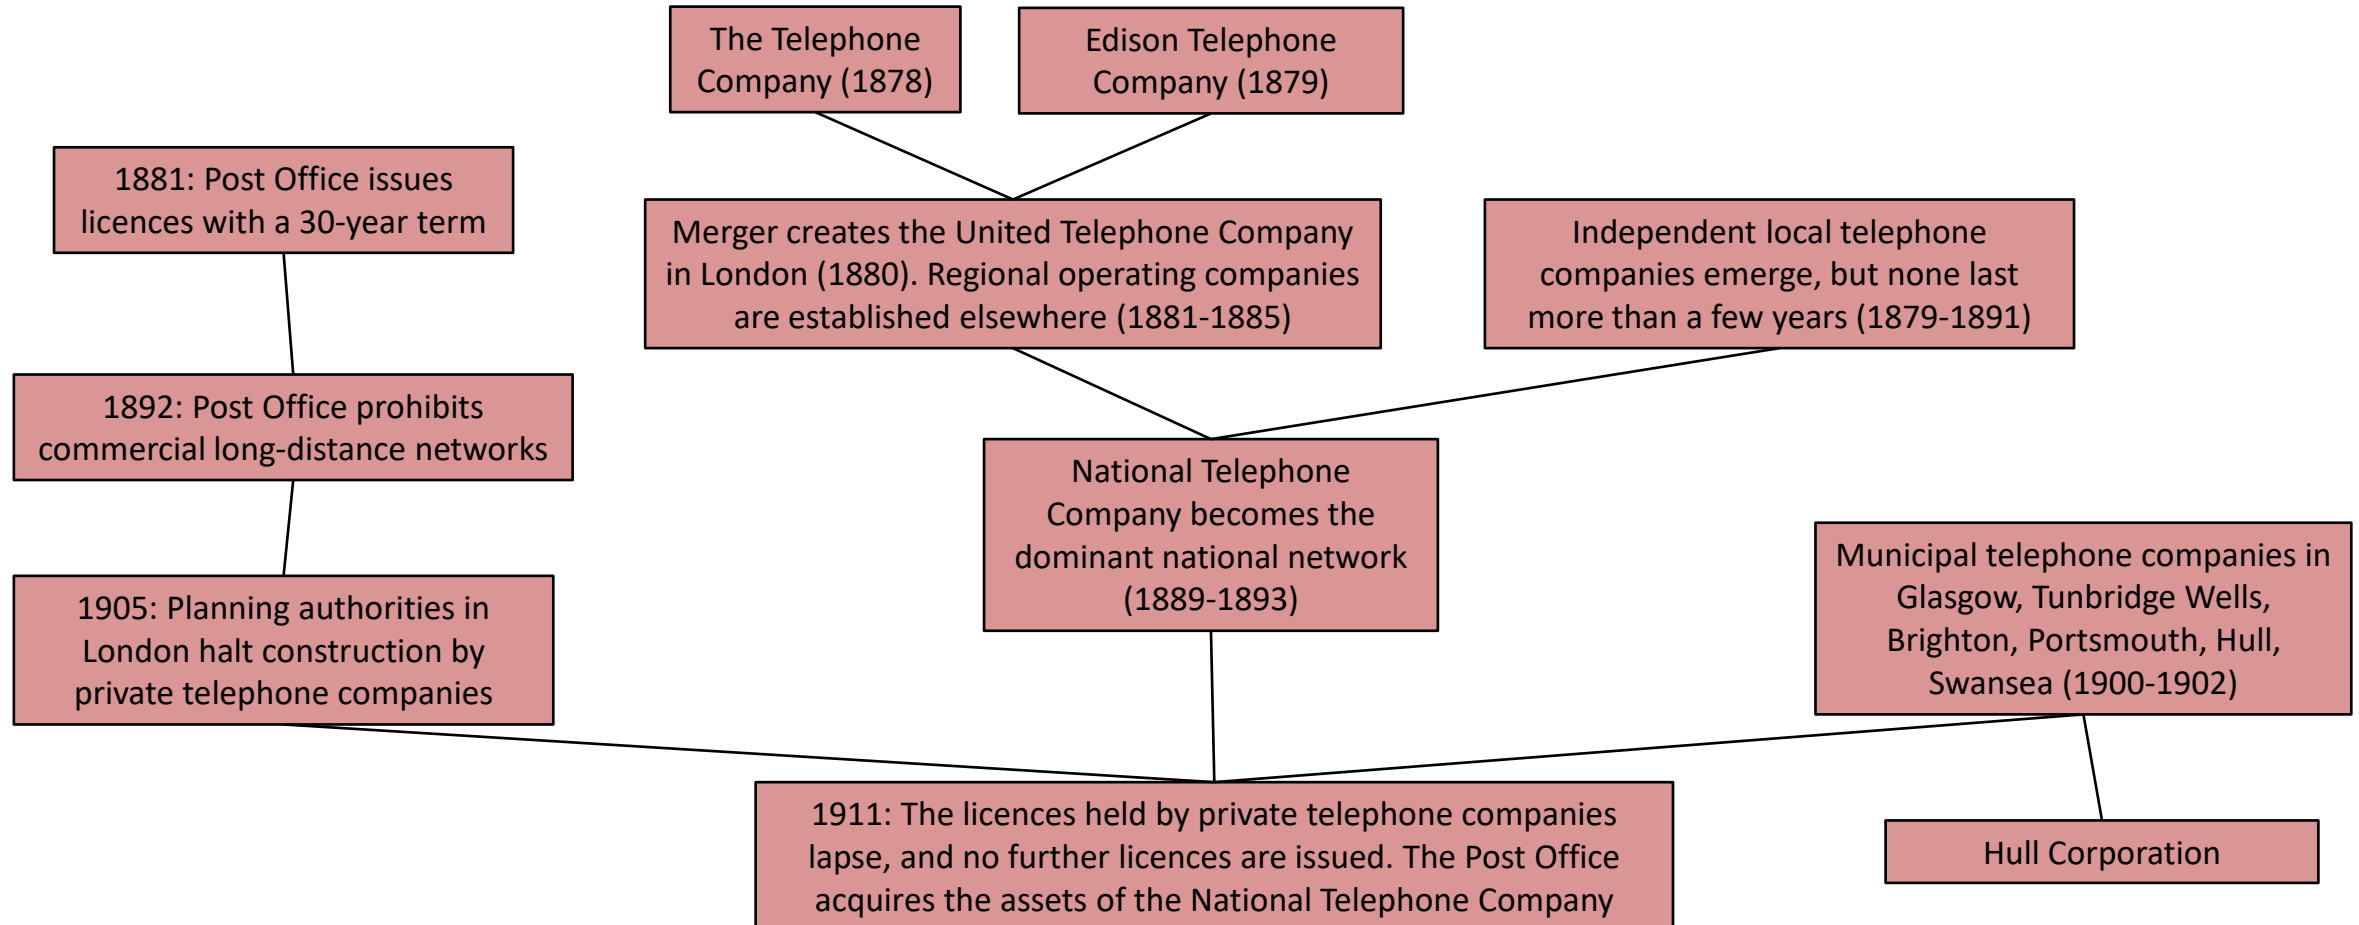 The Telephone
Company (1878)
Edison Telephone
Company (1879)
1881: Post Office issues
licences with a 30-year term
Merger creates the United Telephone Company
in London (1880). Regional operating companies
are established elsewhere (1881-1885)
Independent local telephone
companies emerge, but none last
more than a few years (1879-1891)
1892: Post Office prohibits
commercial long-distance networks
National Telephone
Company becomes the
dominant national network
(1889-1893)
Municipal telephone companies in
Glasgow, Tunbridge Wells,
Brighton, Portsmouth, Hull,
Swansea (1900-1902)
1905: Planning authorities in
London halt construction by
private telephone companies
1911: The licences held by private telephone companies
lapse, and no further licences are issued. The Post Office
acquires the assets of the National Telephone Company
Hull Corporation